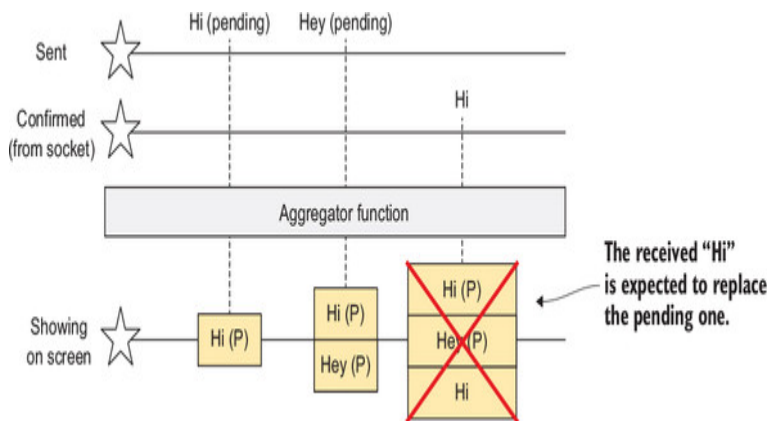 Hi (pending) Hey (pending)
Sent
Hi
Confirmed
(from socket)
Aggregator function
The received “Hi”
is expected to replace
the pending one.
Hi (P)
Hi (P)
Hey (P)
Hi (P)
Hey (P)
Hi
Showing
on screen